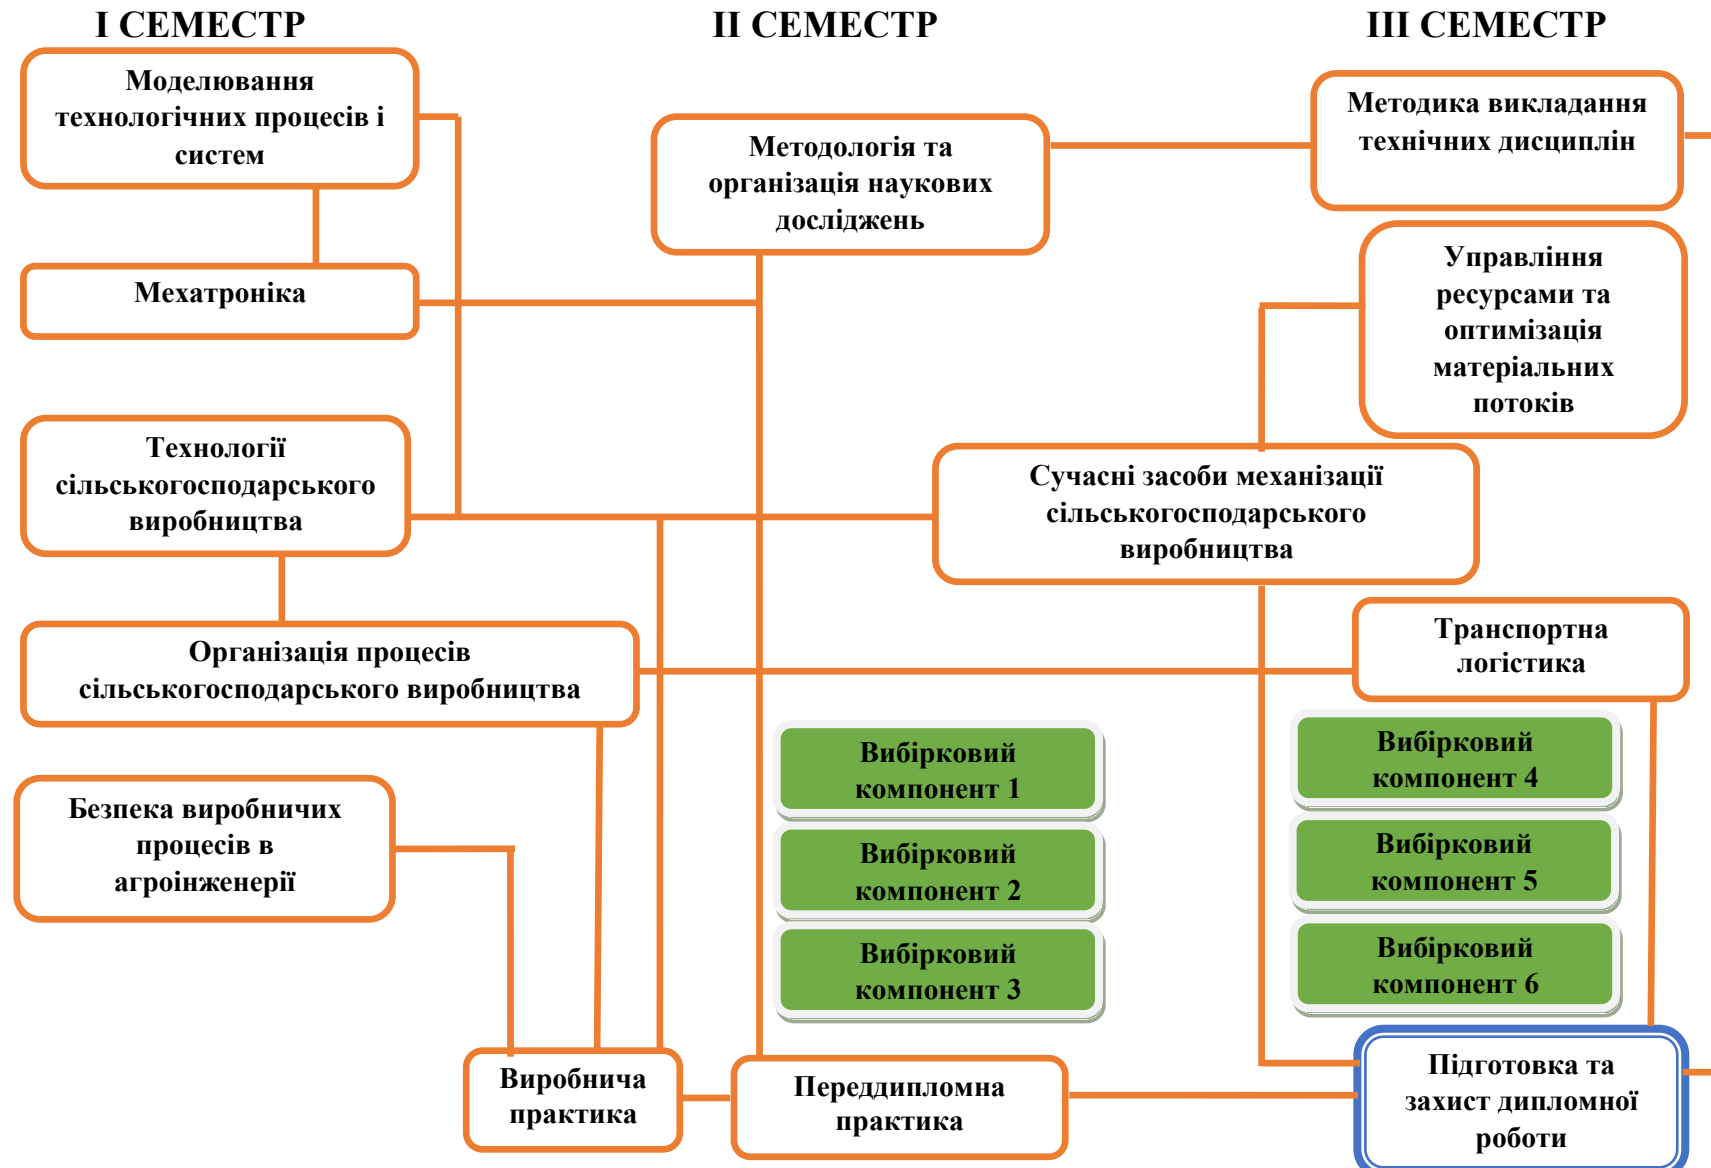 І СЕМЕСТР
ІІ СЕМЕСТР
ІІІ СЕМЕСТР
Моделювання
технологічних процесів і
систем
Мехатроніка
Технології
сільськогосподарського
виробництва
Організація процесів
сільськогосподарського виробництва
Безпека виробничих
процесів в
агроінженерії
Виробнича
практика
Методологія та
організація наукових
досліджень
Сучасні засоби механізації
сільськогосподарського
виробництва
Вибірковий
компонент 1
Вибірковий
компонент 2
Вибірковий
компонент 3
Переддипломна
практика
Методика викладання
технічних дисциплін
Управління
ресурсами та
оптимізація
матеріальних
потоків
Транспортна
логістика
Вибірковий
компонент 4
Вибірковий
компонент 5
Вибірковий
компонент 6
Підготовка та
захист дипломної
роботи